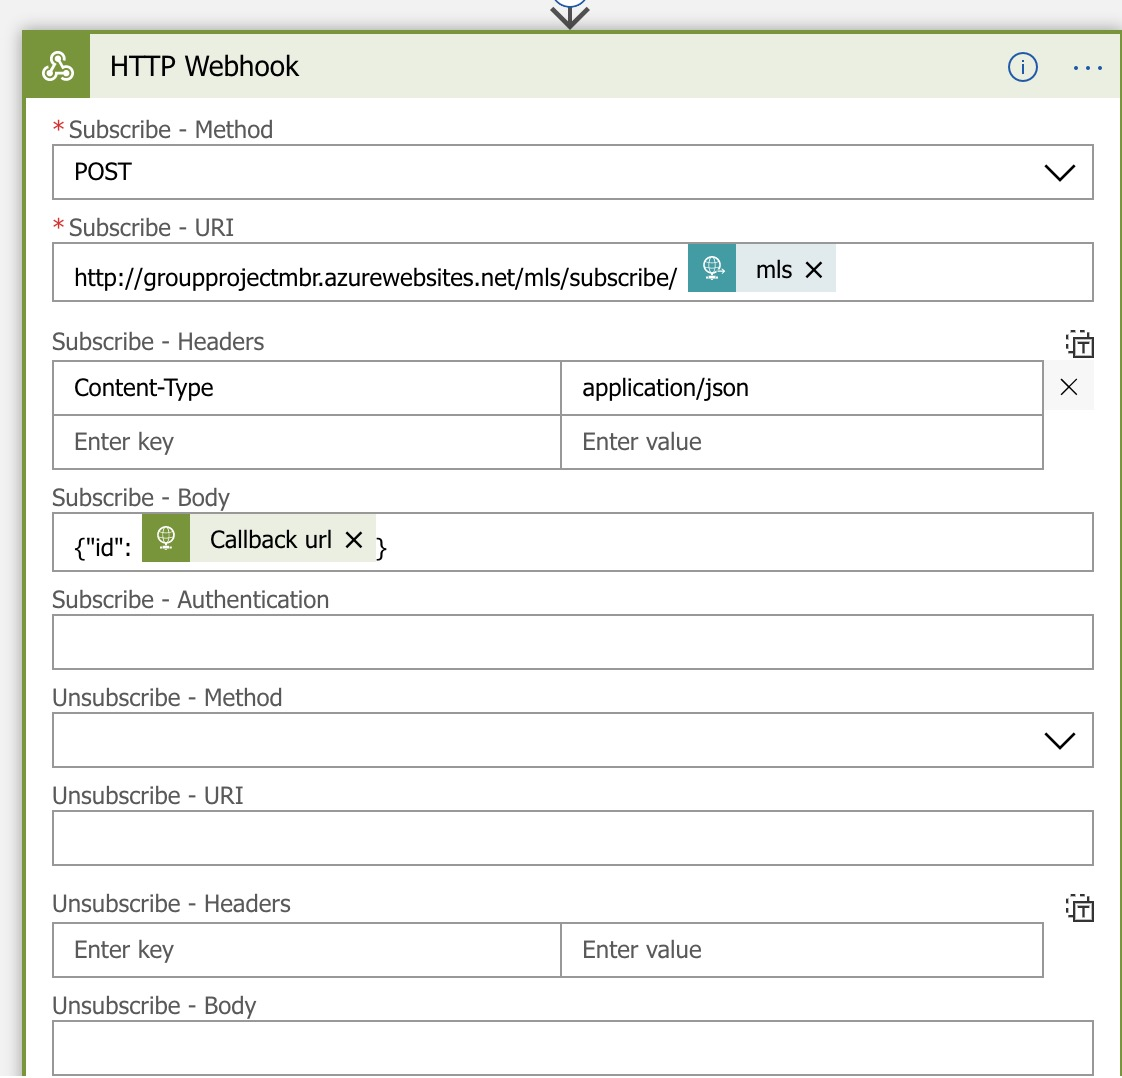 HTTP Webhook
* Subscribe - Method
POST
* Subscribe - URI
http://groupprojectmbr.azurewebsites.net/mls/subscribe/ mls
Subscribe - Headers
Content-Type application/json
Enter key Enter value
Subscribe - Body
{"id": Callback url }
Subscribe - Authentication
Unsubscribe - Method
Unsubscribe - URI
Unsubscribe - Headers
Enter key Enter value
Unsubscribe - Body